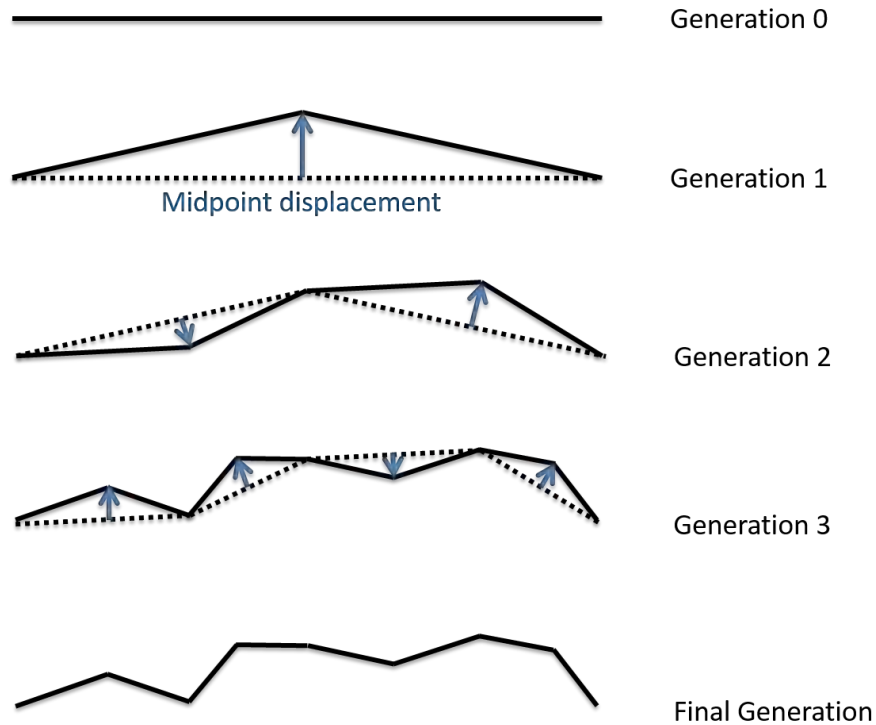 Generation 0
Generation 1
Midpoint displacement
Generation 2
Generation 3
Final Generation